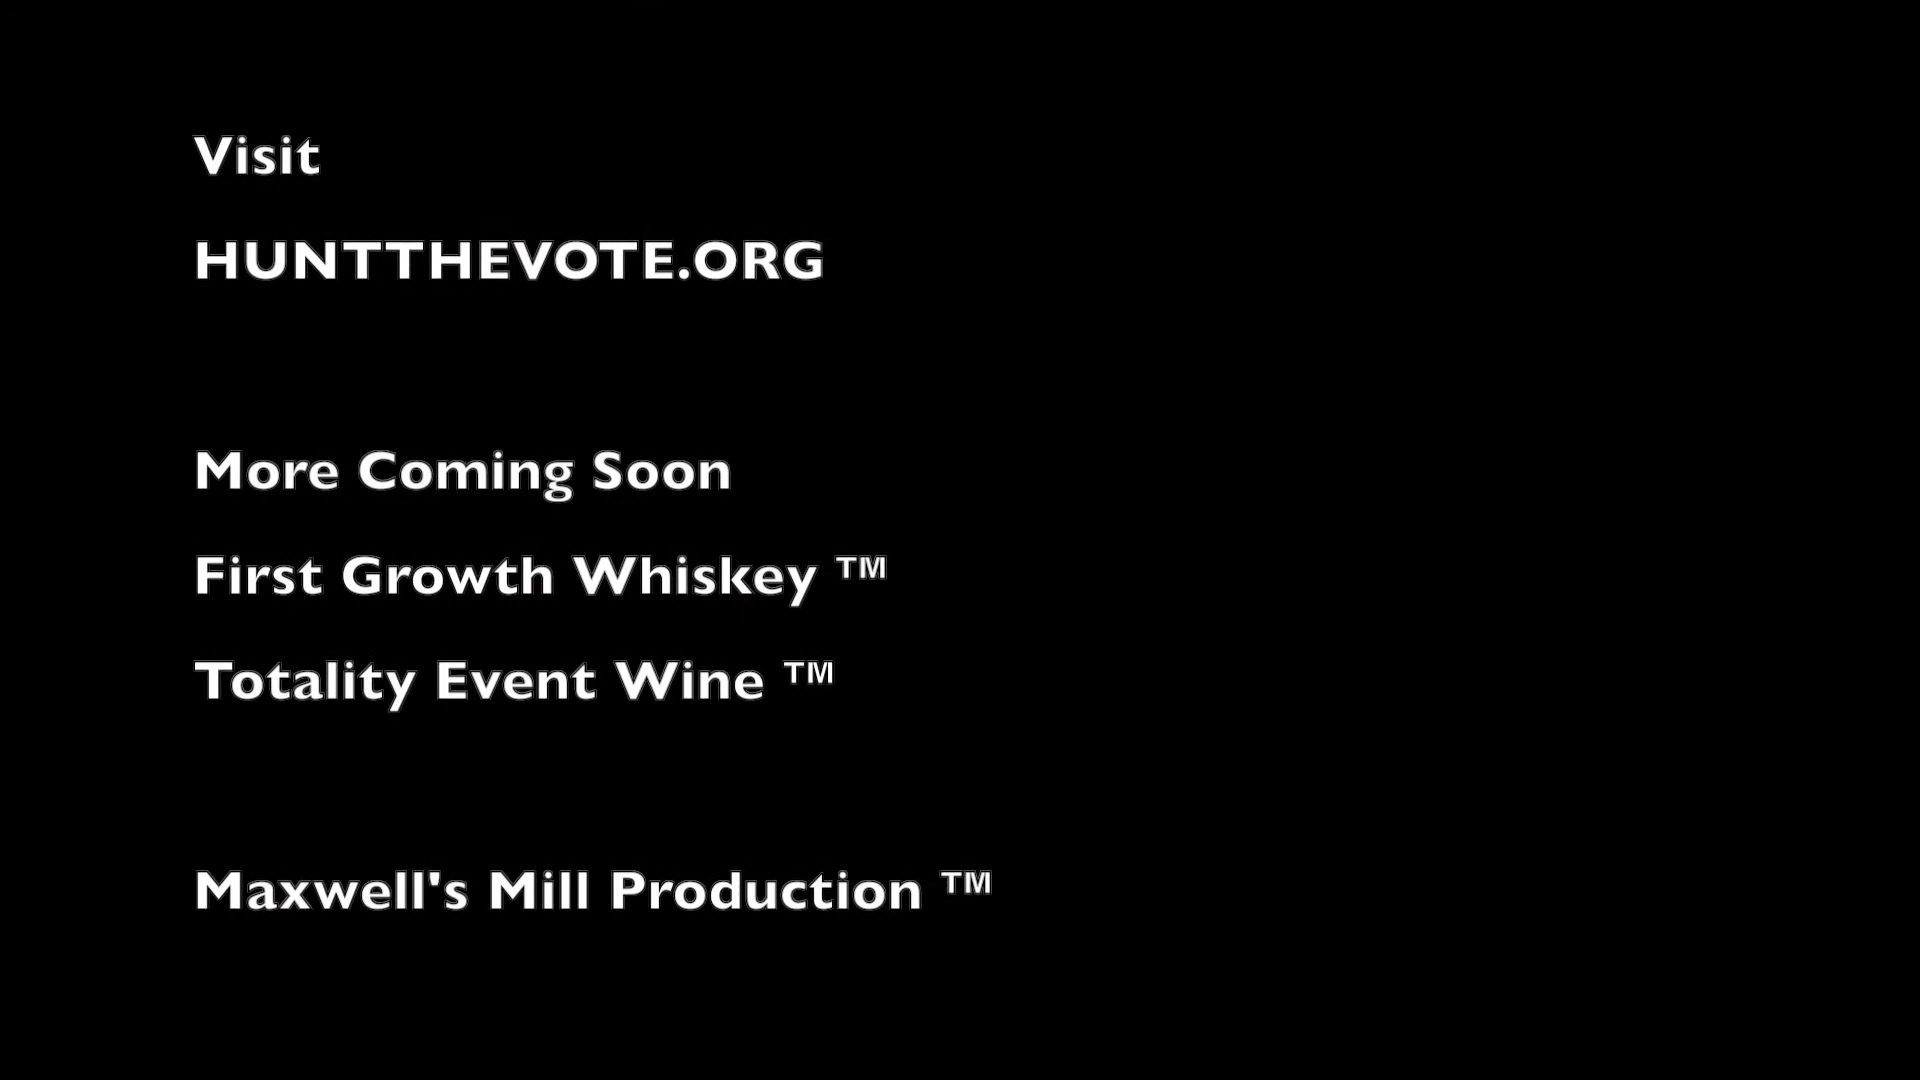 Visit
HUNTTHEVOTE.ORG
More Coming Soon
First Growth Whiskey ™
Totality Event Wine ™
Maxwell's Mill Production ™